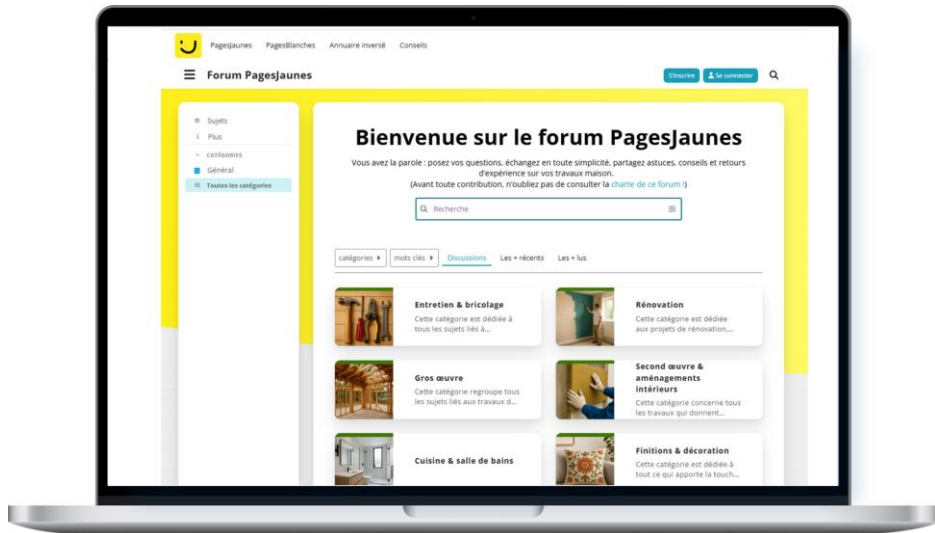 PagesJaunes PagesBlanches Annuaire inversé Conseils
Forum PagesJaunes
S'inscrire Se connecter
Sujets
Plus
CATÉGORIES
Général
Toutes les catégories
Bienvenue sur le forum PagesJaunes
Vous avez la parole : posez vos questions, échangez en toute simplicité, partagez astuces, conseils et retours
d'expérience sur vos travaux maison.
(Avant toute contribution, n'oubliez pas de consulter la charte de ce forum !)
Recherche
catégories mots clés Discussions Les + récents Les + lus
Entretien & bricolage
Cette catégorie est dédiée à
tous les sujets liés à...
Rénovation
Cette catégorie est dédiée
aux projets de rénovation,...
Gros œuvre
Cette catégorie regroupe tous
les sujets liés aux travaux d...
Second œuvre &
aménagements
intérieurs
Cette catégorie concerne tous
les travaux qui donnent...
Cuisine & salle de bains
Finitions & décoration
Cette catégorie est dédiée à
tout ce qui apporte la touch...